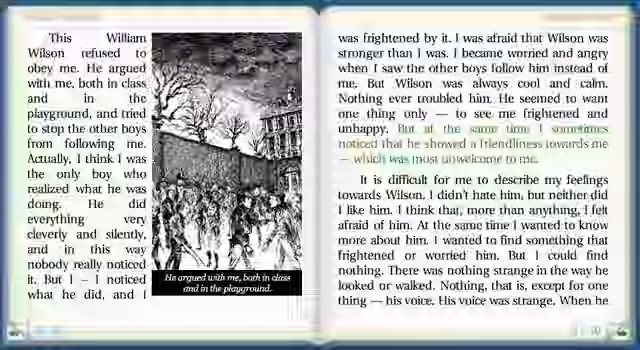 This William
Wilson refused to
obey me. He argued
with me, both in class
and in the
playground, and tried
to stop the other boys
from following me.
Actually, I think I was
the only boy who
realized what he was
doing. He did
everything very
cleverly and silently,
and in this way
nobody really noticed
it. But I – I noticed
what he did, and I
He argued with me, both in class
and in the playground.
was frightened by it. I was afraid that Wilson was
stronger than I was. I became worried and angry
when I saw the other boys follow him instead of
me. But Wilson was always cool and calm.
Nothing ever troubled him. He seemed to want
one thing only — to see me frightened and
unhappy. But at the same time I sometimes
noticed that he showed a friendliness towards me
— which was most unwelcome to me.
It is difficult for me to describe my feelings
towards Wilson. I didn't hate him, but neither did
I like him. I think that, more than anything, I felt
afraid of him. At the same time I wanted to know
more about him. I wanted to find something that
frightened or worried him. But I could find
nothing. There was nothing strange in the way he
looked or walked. Nothing, that is, except for one
thing — his voice. His voice was strange. When he